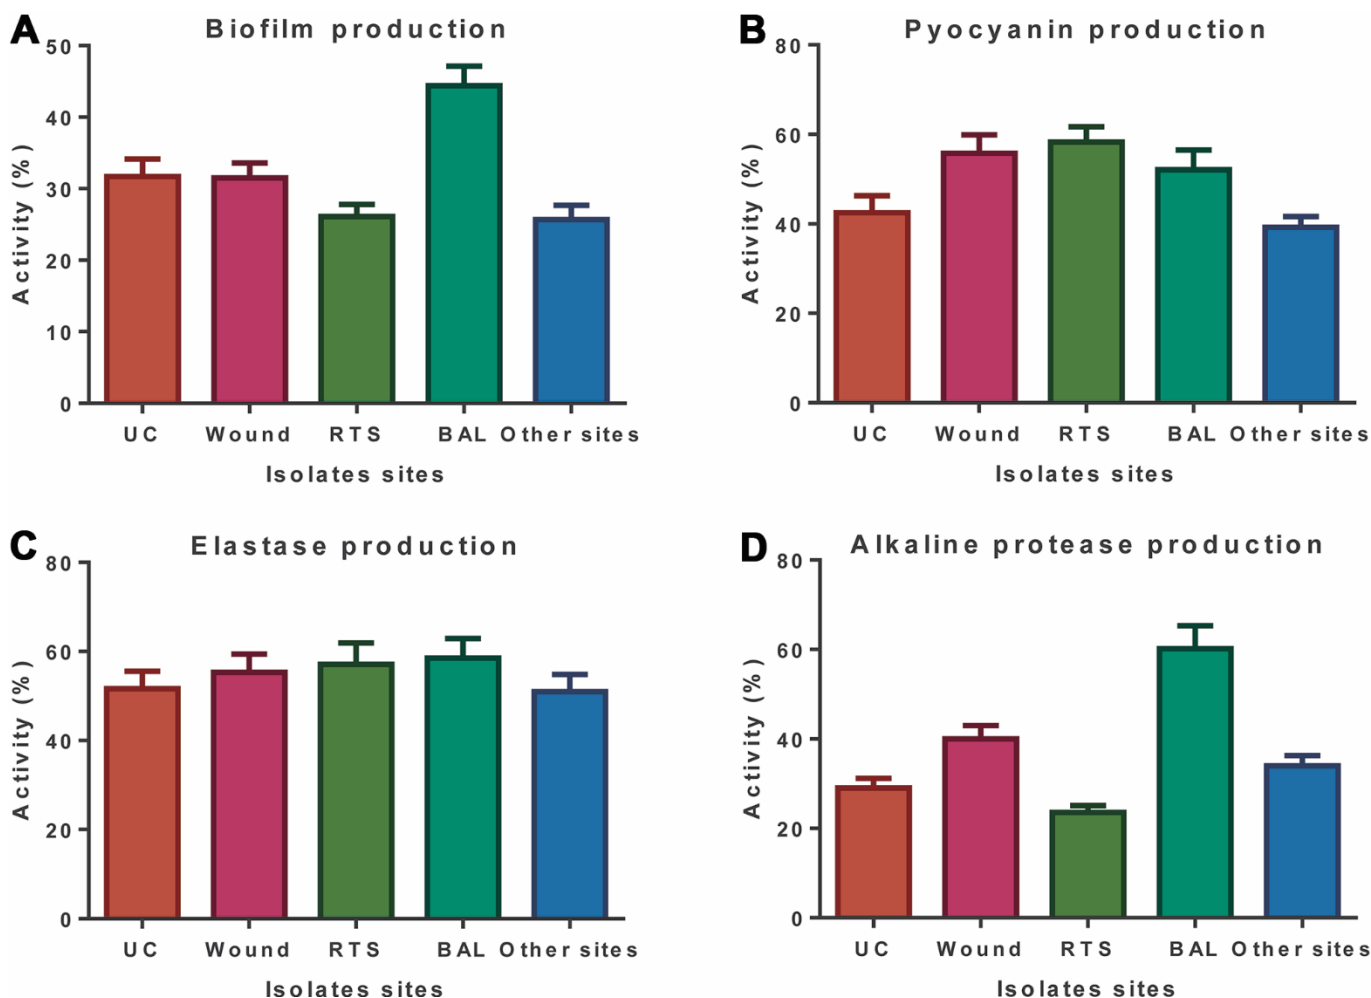 A
Biofilm production
Activity (%)
50
40
30
20
10
0
UC Wound RTS BAL Other sites
Isolates sites
B
Pyocyanin production
Activity (%)
80
60
40
20
0
UC Wound RTS BAL Other sites
Isolates sites
C
Elastase production
Activity (%)
80
60
40
20
0
UC Wound RTS BAL Other sites
Isolates sites
D
Alkaline protease production
Activity (%)
80
60
40
20
0
UC Wound RTS BAL Other sites
Isolates sites